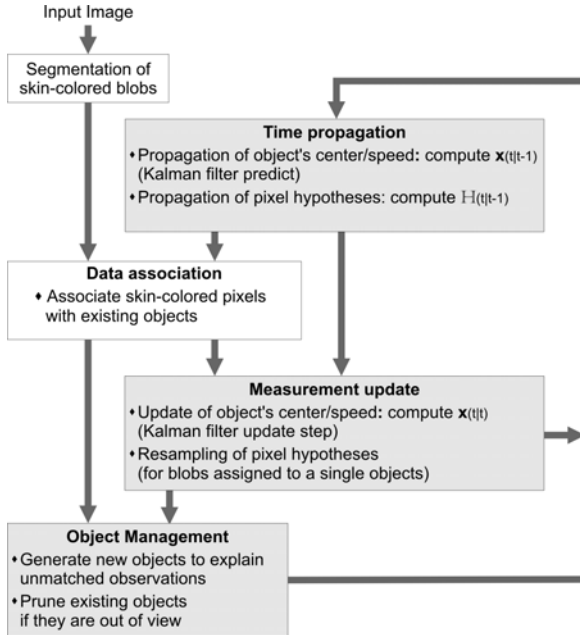 Input Image
Segmentation of
skin-colored blobs
Time propagation
♦ Propagation of object's center/speed: compute x(t|t-1)
(Kalman filter predict)
♦ Propagation of pixel hypotheses: compute H(t|t-1)
Data association
♦ Associate skin-colored pixels
with existing objects
Measurement update
♦ Update of object's center/speed: compute x(t|t)
(Kalman filter update step)
♦ Resampling of pixel hypotheses
(for blobs assigned to a single objects)
Object Management
♦ Generate new objects to explain
unmatched observations
♦ Prune existing objects
if they are out of view